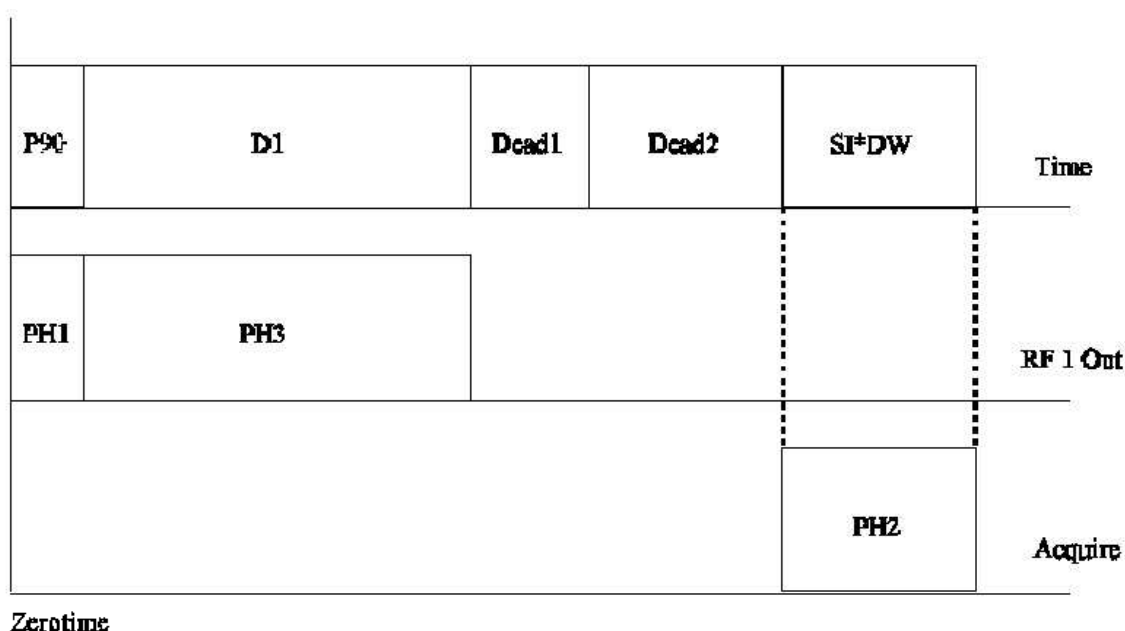 P90
D1
Dead1
Dead2
SI*DW
Time
PH1
PH3
RF 1 Out
PH2
Acquire
Zerotime